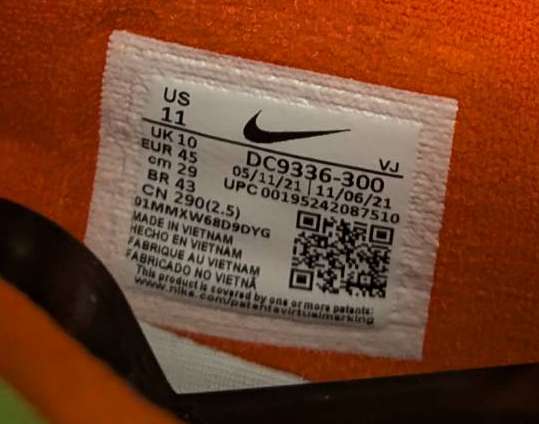 US
11
UK 10
EUR 45
cm 29
BR 43
CN 290(2.5)
VJ
DC9336-300
05/11/21 | 11/06/21
UPC 00195242087510
01MMXW68D9DYG
MADE IN VIETNAM
HECHO EN VIETNAM
FABRIQUE AU VIETNAM
FABRICADO NO VIETNÃ
This product is covered by one or more patents:
www.nike.com/patentsvirtualmarking